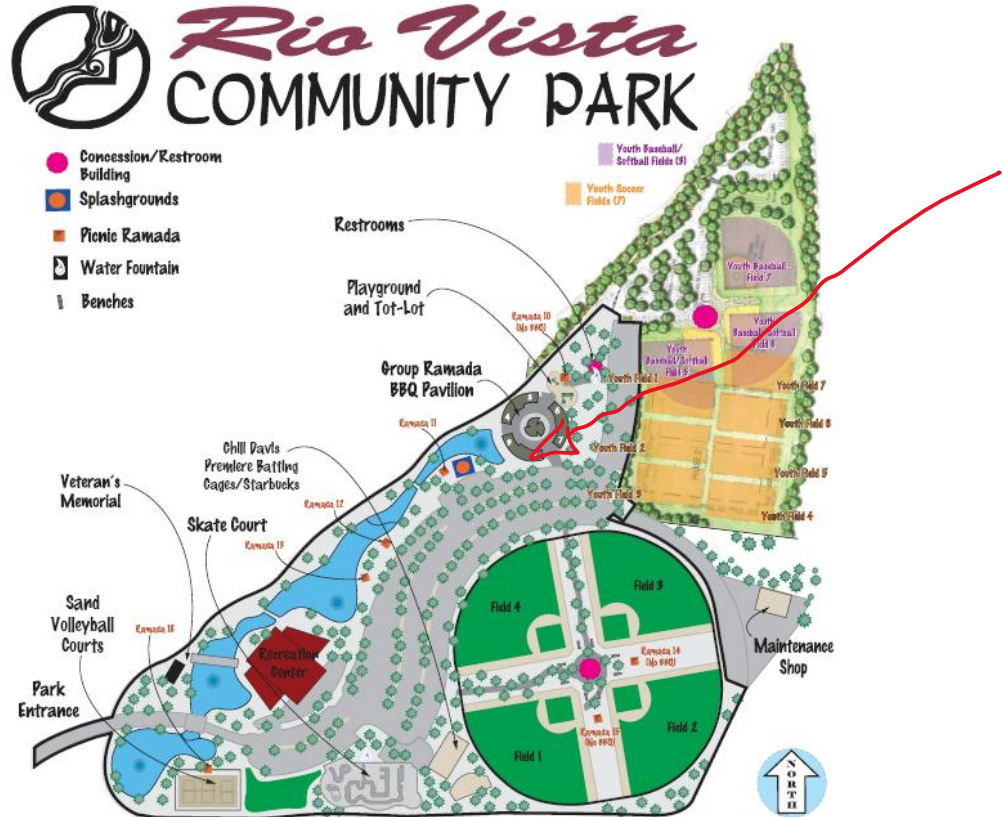 Rio Vista
COMMUNITY PARK
Concession/Restroom
Building
Splashgrounds
Picnic Ramada
Water Fountain
Benches
Youth Baseball/
Softball Fields (3)
Youth Soccer
Fields (7)
Restrooms
Playground
and Tot-Lot
Ramada 10
(No BBQ)
Group Ramada
BBQ Pavilion
Youth Baseball
Field 7
Youth
Baseball/Softball
Field 8
Youth
Baseball/Softball
Field 9
Youth Field 1
Youth Field 7
Youth Field 2
Youth Field 6
Youth Field 5
Youth Field 3
Youth Field 4
5
4
6
7
Ramada 11
Chili Davis
Premiere Batting
Cages/Starbucks
Ramada 12
Veteran's
Memorial
Skate Court
Ramada 13
Sand
Volleyball
Courts
Ramada 18
Recreation
Center
Park
Entrance
Field 4
Field 3
Ramada 14
(No BBQ)
Ramada 15
(No BBQ)
Field 1
Field 2
Maintenance
Shop
NORTH